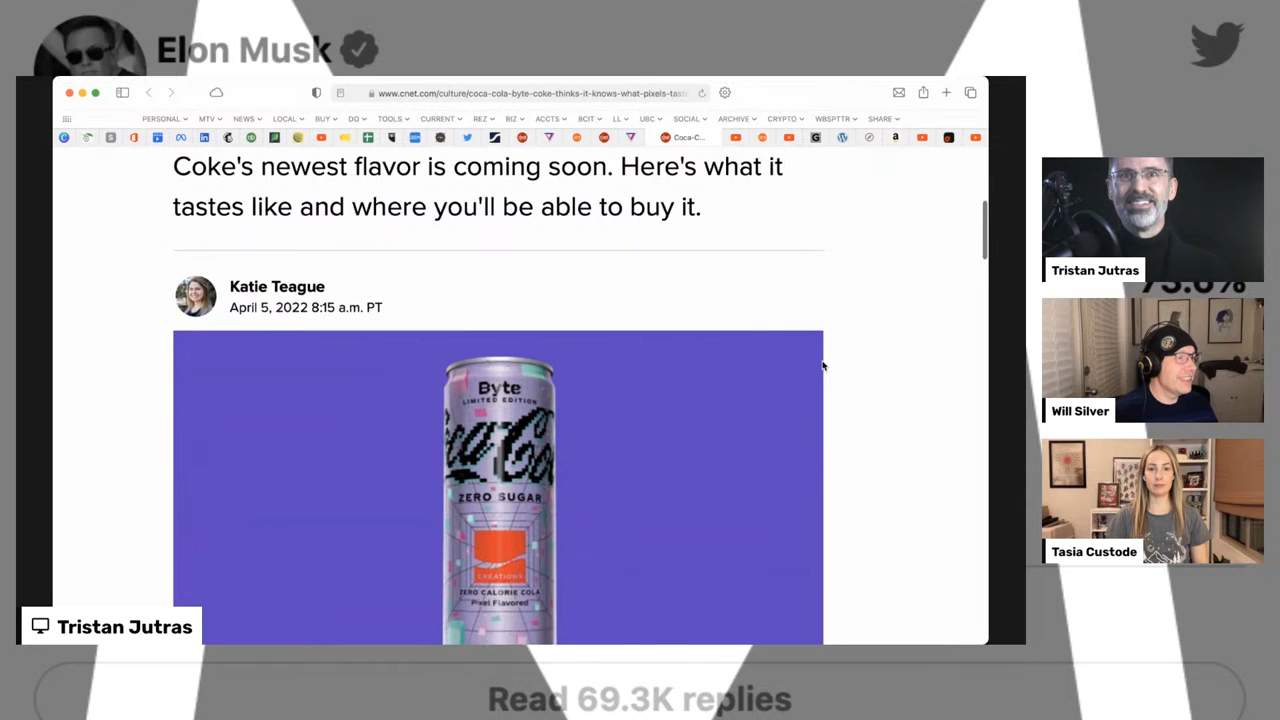 Elon Musk
www.cnet.com/culture/coca-cola-byte-coke-thinks-it-knows-what-pixels-taste
PERSONAL MTV NEWS LOCAL BUY DO TOOLS CURRENT REZ BIZ ACCTS BCIT LL UBC SOCIAL ARCHIVE CRYPTO WBSPTTR SHARE
Coca-C...
Coke's newest flavor is coming soon. Here's what it
tastes like and where you'll be able to buy it.
Katie Teague
April 5, 2022 8:15 a.m. PT
Byte
LIMITED EDITION
ZERO SUGAR
CREATIONS
ZERO CALORIE COLA
Pixel Flavored
Tristan Jutras
73.6%
Will Silver
Tasia Custode
Tristan Jutras
Read 69.3K replies